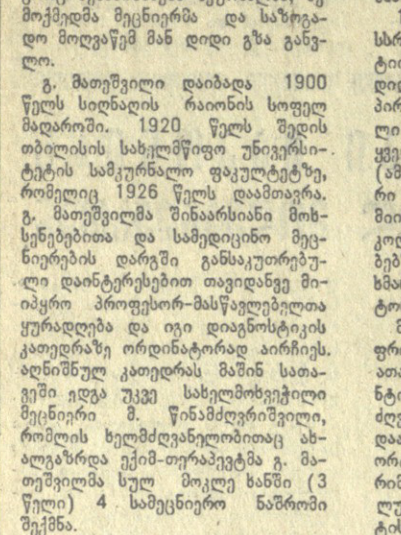 მოქმედმა მეცნიერმა და საზოგა-
დო მოღვაწემ მან დიდი გზა განვ-
ლო.
გ. მათეშვილი დაიბადა 1900
წელს სიღნაღის რაიონის სოფელ
მაღაროში. 1920 წელს შედის
თბილისის სახელმწიფო უნივერსი-
ტეტის სამკურნალო ფაკულტეტზე,
რომელიც 1926 წელს დაამთავრა.
გ. მათეშვილმა შინაარსიანი მოხ-
სენებებითა და სამედიცინო მეც-
ნიერების დარგში განსაკუთრებუ-
ლი დაინტერესებით თავიდანვე მი-
იპყრო პროფესორ-მასწავლებელთა
ყურადღება და იგი დიაგნოსტიკის
კათედრაზე ორდინატორად აირჩიეს.
აღნიშნულ კათედრას მაშინ სათა-
ვეში ედგა უკვე სახელმოხვეჭილი
მეცნიერი მ. წინამძღვრიშვილი,
რომლის ხელმძღვანელობითაც ახ-
ალგაზრდა ექიმ-თერაპევტმა გ. მა-
თეშვილმა სულ მოკლე ხანში (3
წელი) 4 სამეცნიერო ნაშრომი
შექმნა.